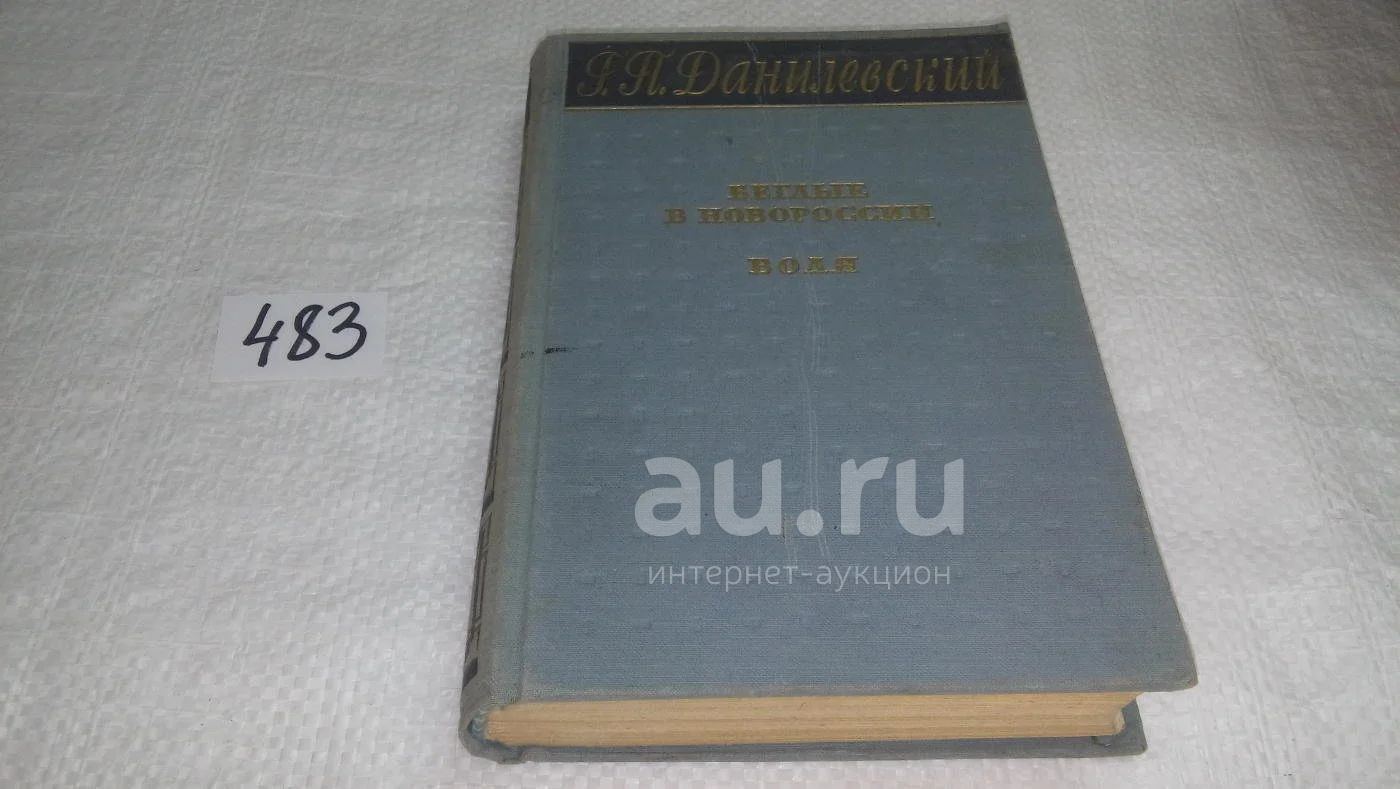 Г. П. Данилевский
БЕГЛЫЕ
В НОВОРОССИИ,
ВОЛЯ
483
au.ru
интернет-аукцион